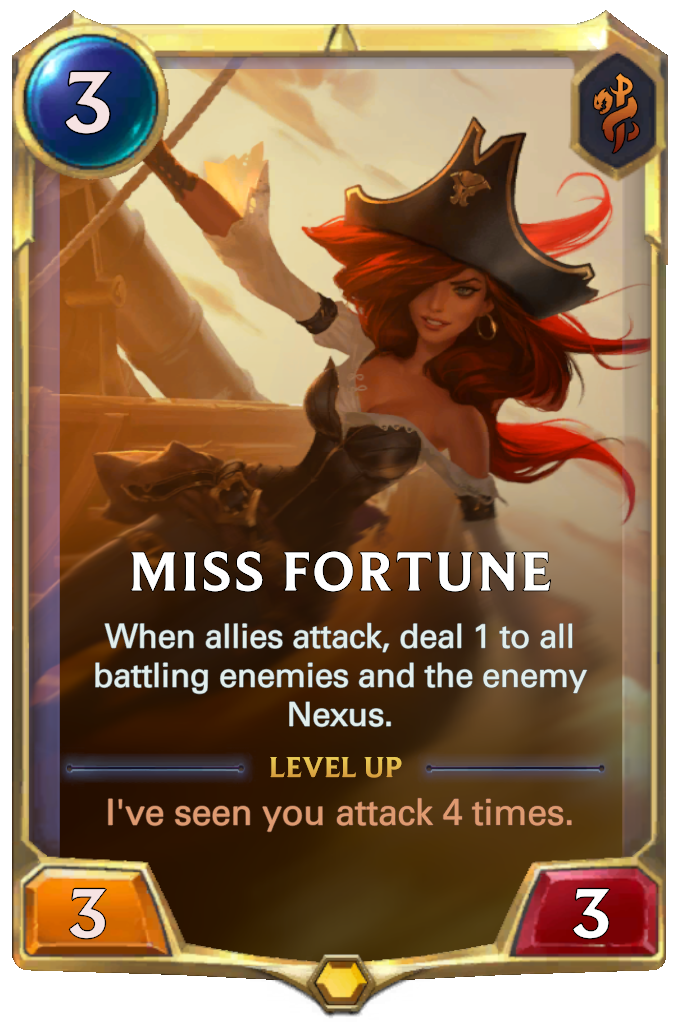 3
MISS FORTUNE
When allies attack, deal 1 to all
battling enemies and the enemy
Nexus.
LEVEL UP
I've seen you attack 4 times.
3
3